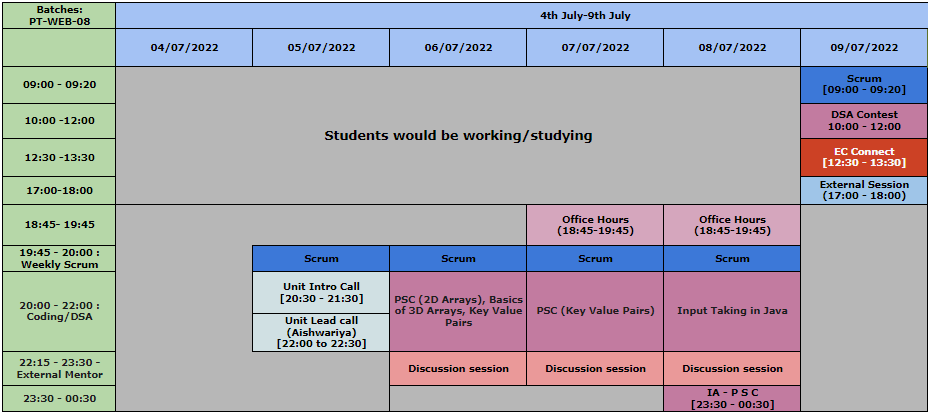 Batches:
PT-WEB-08
4th July-9th July
04/07/2022
05/07/2022
06/07/2022
07/07/2022
08/07/2022
09/07/2022
09:00 - 09:20
Scrum
[09:00 - 09:20]
10:00 -12:00
Students would be working/studying
DSA Contest
10:00 - 12:00
12:30 -13:30
EC Connect
[12:30 - 13:30]
17:00-18:00
External Session
(17:00 - 18:00)
18:45- 19:45
Office Hours
(18:45-19:45)
Office Hours
(18:45-19:45)
19:45 - 20:00 :
Weekly Scrum
Scrum
Scrum
Scrum
Scrum
20:00 - 22:00 :
Coding/DSA
Unit Intro Call
[20:30 - 21:30]
Unit Lead call
(Aishwariya)
[22:00 to 22:30]
PSC (2D Arrays), Basics
of 3D Arrays, Key Value
Pairs
PSC (Key Value Pairs)
Input Taking in Java
22:15 - 23:30 -
External Mentor
Discussion session
Discussion session
Discussion session
23:30 - 00:30
IA - P S C
[23:30 - 00:30]